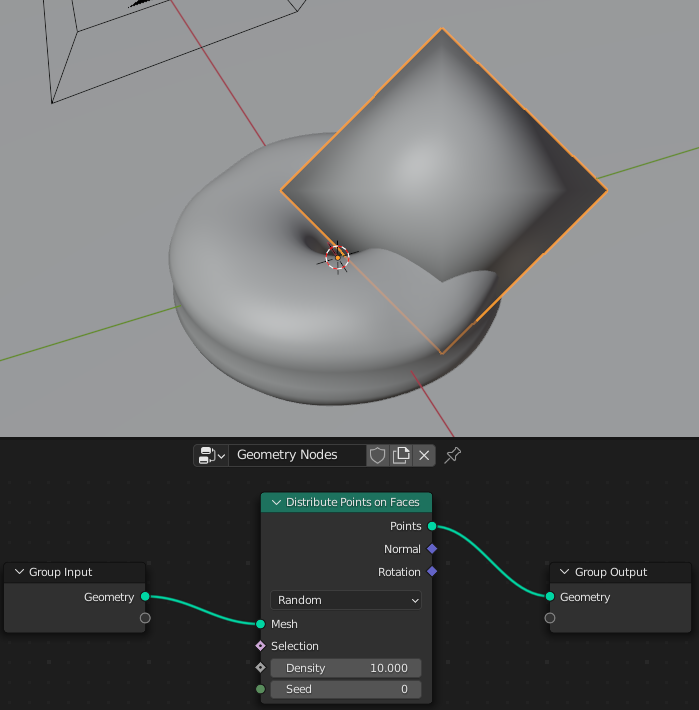 Geometry Nodes
Distribute Points on Faces
Points
Normal
Rotation
Group Input
Geometry
Random
Mesh
Selection
Density 10.000
Seed 0
Group Output
Geometry